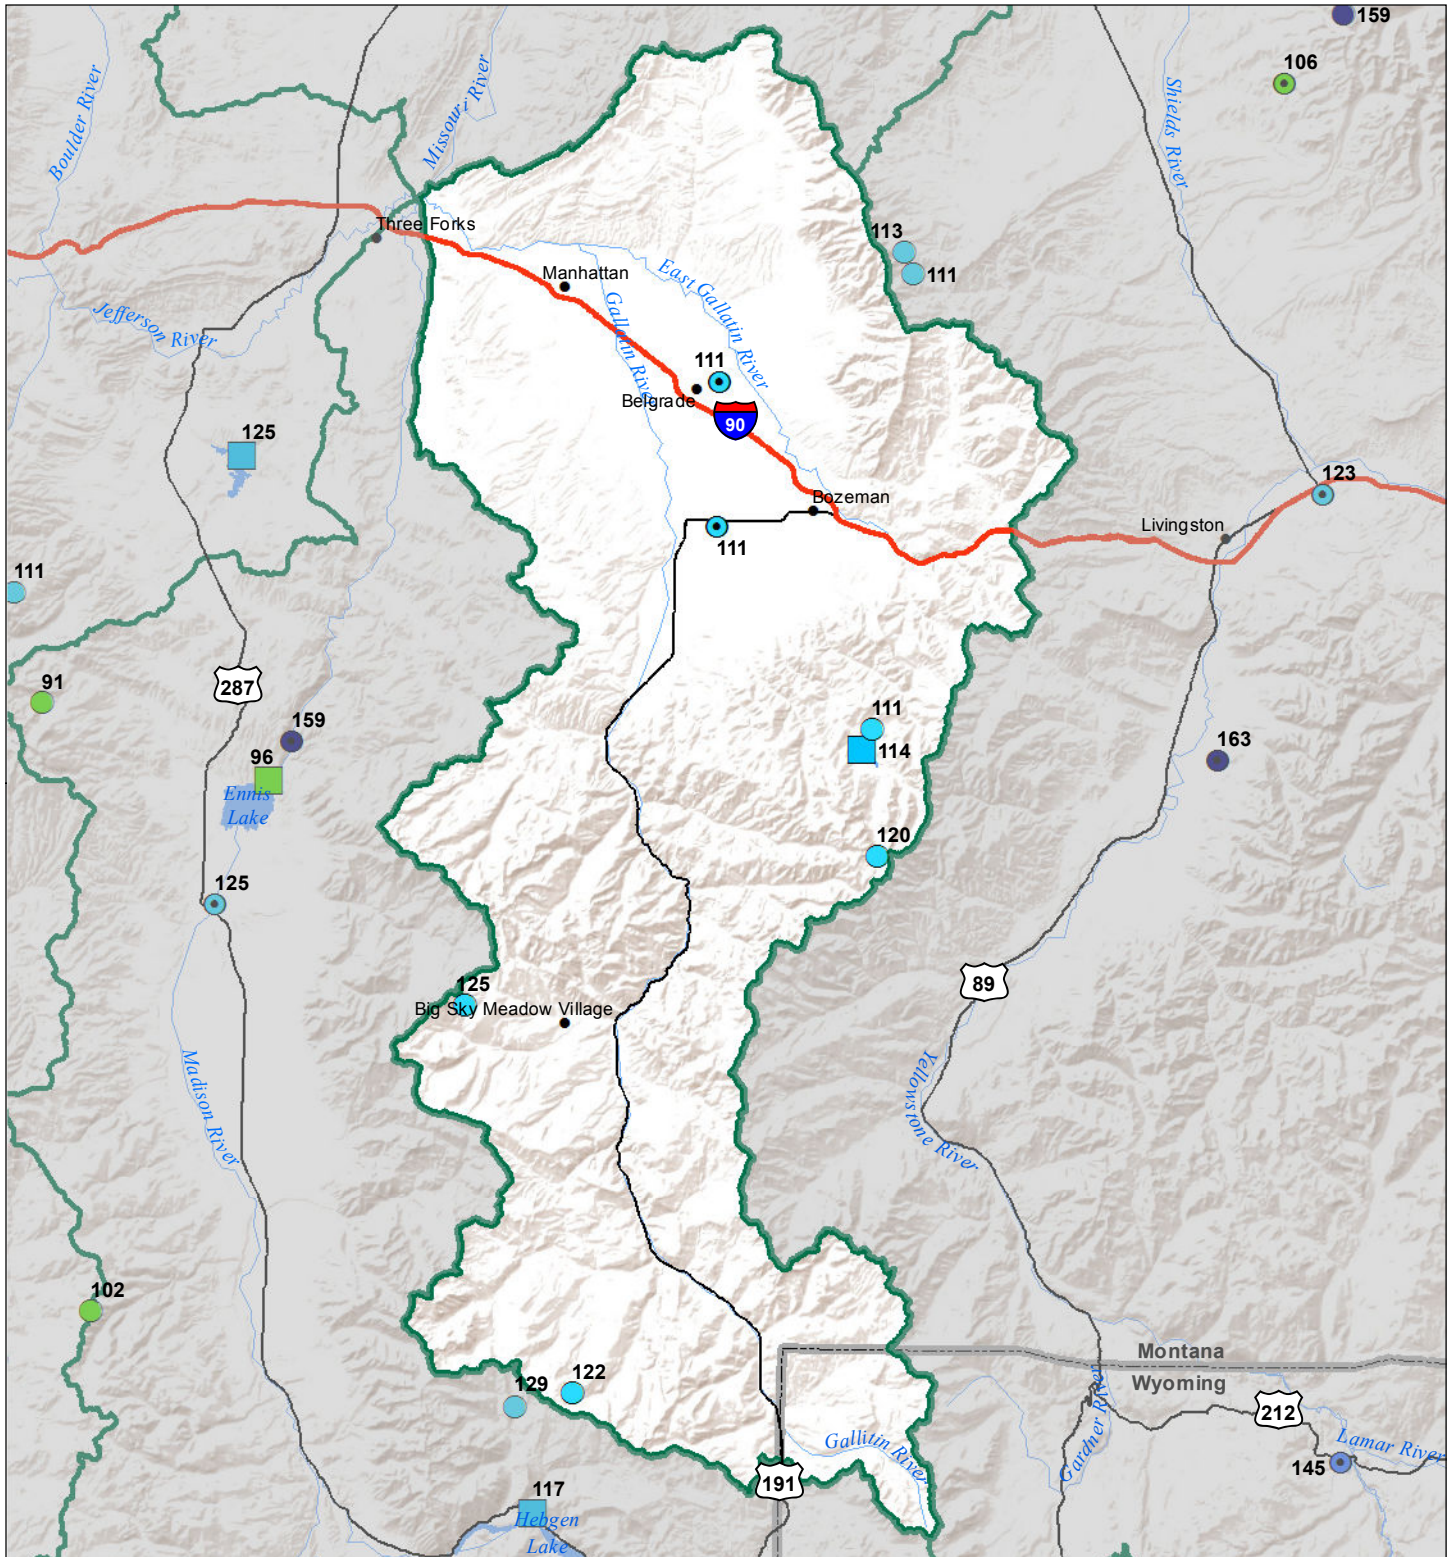 159
106
Boulder River
Missouri River
Shields River
Three Forks
113
111
Manhattan
East Gallatin River
Gallatin River
Jefferson River
111
Belgrade
90
125
123
Bozeman
Livingston
111
111
91
287
111
159
114
163
96
Ennis
Lake
120
125
125
Big Sky Meadow Village
89
Madison River
Yellowstone River
102
Montana
Wyoming
129
122
212
Gardner River
Gallitin River
Lamar River
145
191
117
Hebgen
Lake